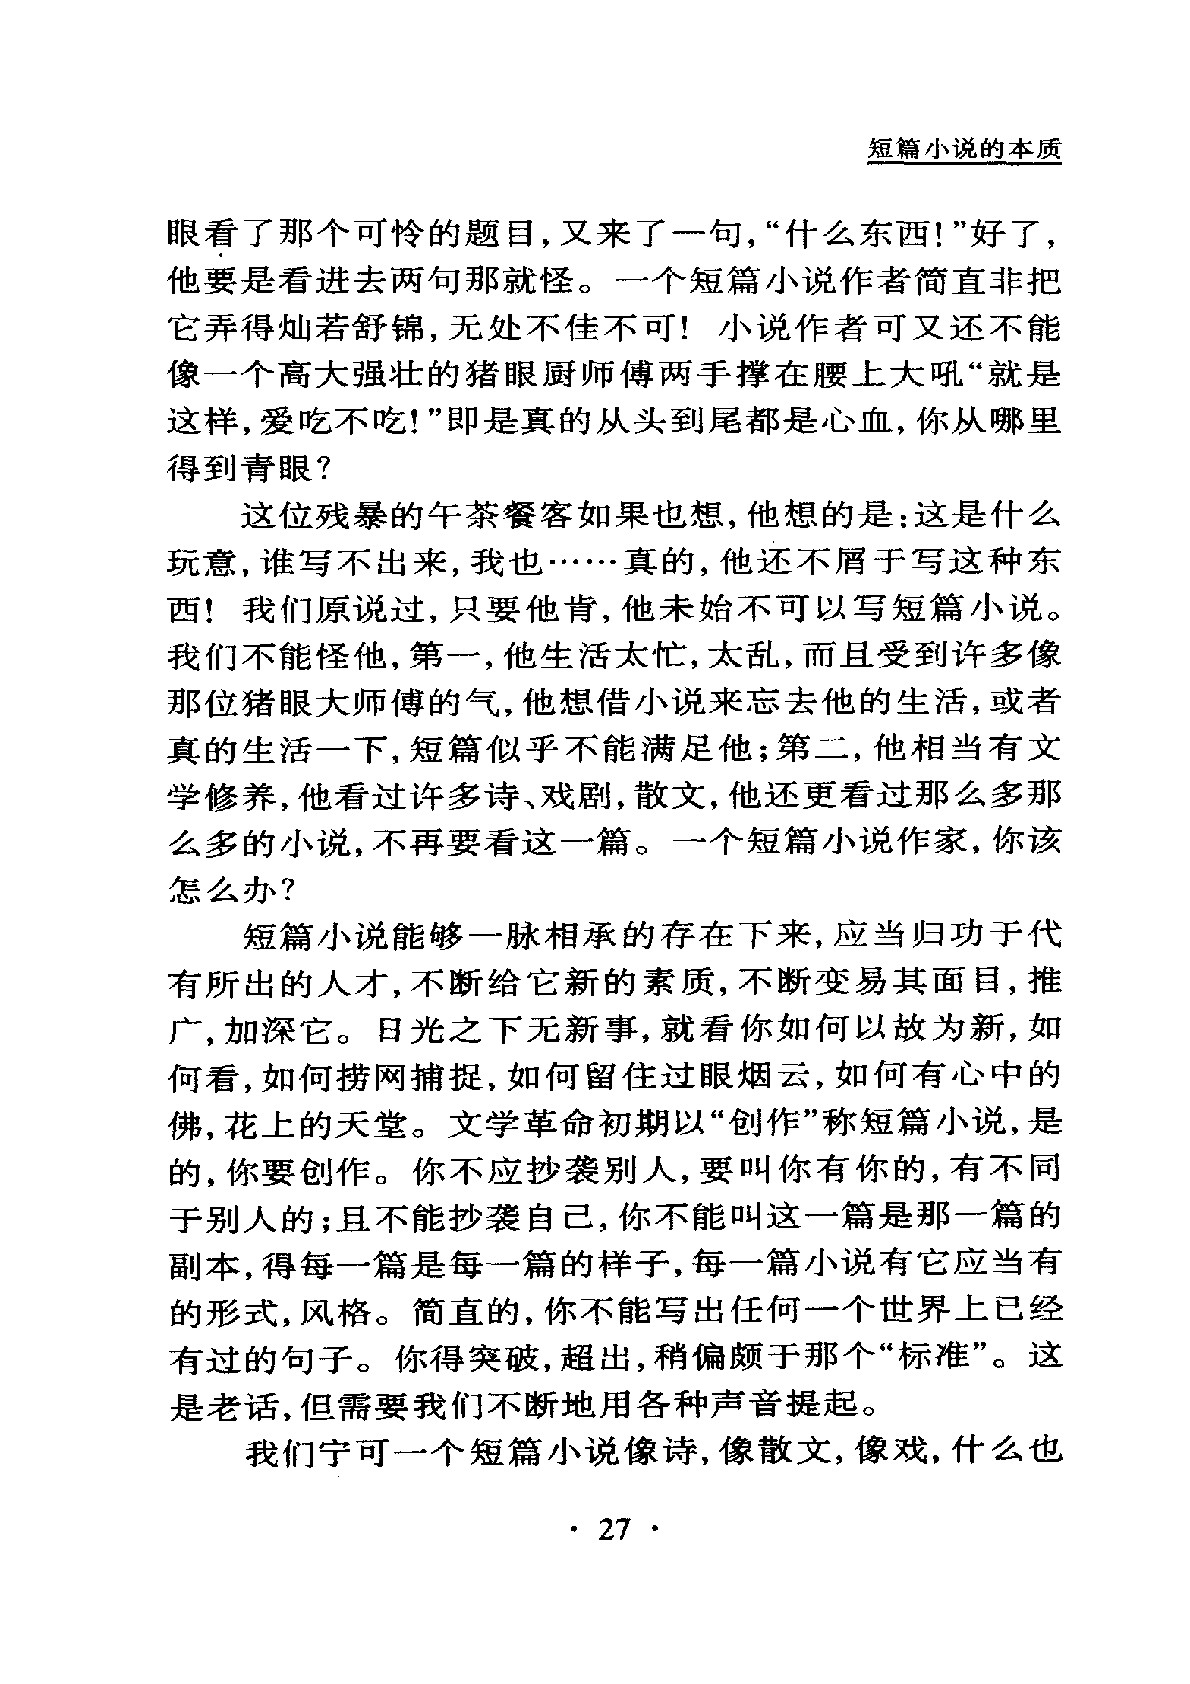 短篇小说的本质
眼看了那个可怜的题目，又来了一句，“什么东西！”好了，
他要是看进去两句那就怪。一个短篇小说作者简直非把
它弄得灿若舒锦，无处不佳不可！小说作者可又还不能
像一个高大强壮的猪眼厨师傅两手撑在腰上大吼“就是
这样，爱吃不吃！”即是真的从头到尾都是心血，你从哪里
得到青眼？
这位残暴的午茶餐客如果也想，他想的是：这是什么
玩意，谁写不出来，我也……真的，他还不屑于写这种东
西！我们原说过，只要他肯，他未始不可以写短篇小说。
我们不能怪他，第一，他生活太忙，太乱，而且受到许多像
那位猪眼大师傅的气，他想借小说来忘去他的生活，或者
真的生活一下，短篇似乎不能满足他；第二，他相当有文
学修养，他看过许多诗、戏剧，散文，他还更看过那么多那
么多的小说，不再要看这一篇。一个短篇小说作家，你该
怎么办？
短篇小说能够一脉相承的存在下来，应当归功于代
有所出的人才，不断给它新的素质，不断变易其面目，推
广，加深它。日光之下无新事，就看你如何以故为新，如
何看，如何捞网捕捉，如何留住过眼烟云，如何有心中的
佛，花上的天堂。文学革命初期以“创作”称短篇小说，是
的，你要创作。你不应抄袭别人，要叫你有你的，有不同
于别人的；且不能抄袭自己，你不能叫这一篇是那一篇的
副本，得每一篇是每一篇的样子，每一篇小说有它应当有
的形式，风格。简直的，你不能写出任何一个世界上已经
有过的句子。你得突破，超出，稍偏颇于那个“标准”。这
是老话，但需要我们不断地用各种声音提起。
我们宁可一个短篇小说像诗，像散文，像戏，什么也
· 27 ·